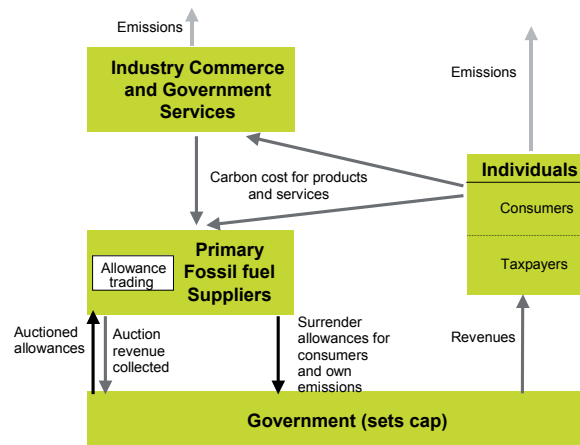 Emissions
Industry Commerce
and Government
Services
Emissions
Carbon cost for products
and services
Individuals
Consumers
Taxpayers
Primary
Fossil fuel
Suppliers
Allowance
trading
Auctioned
allowances
Auction
revenue
collected
Surrender
allowances for
consumers
and own
emissions
Revenues
Government (sets cap)